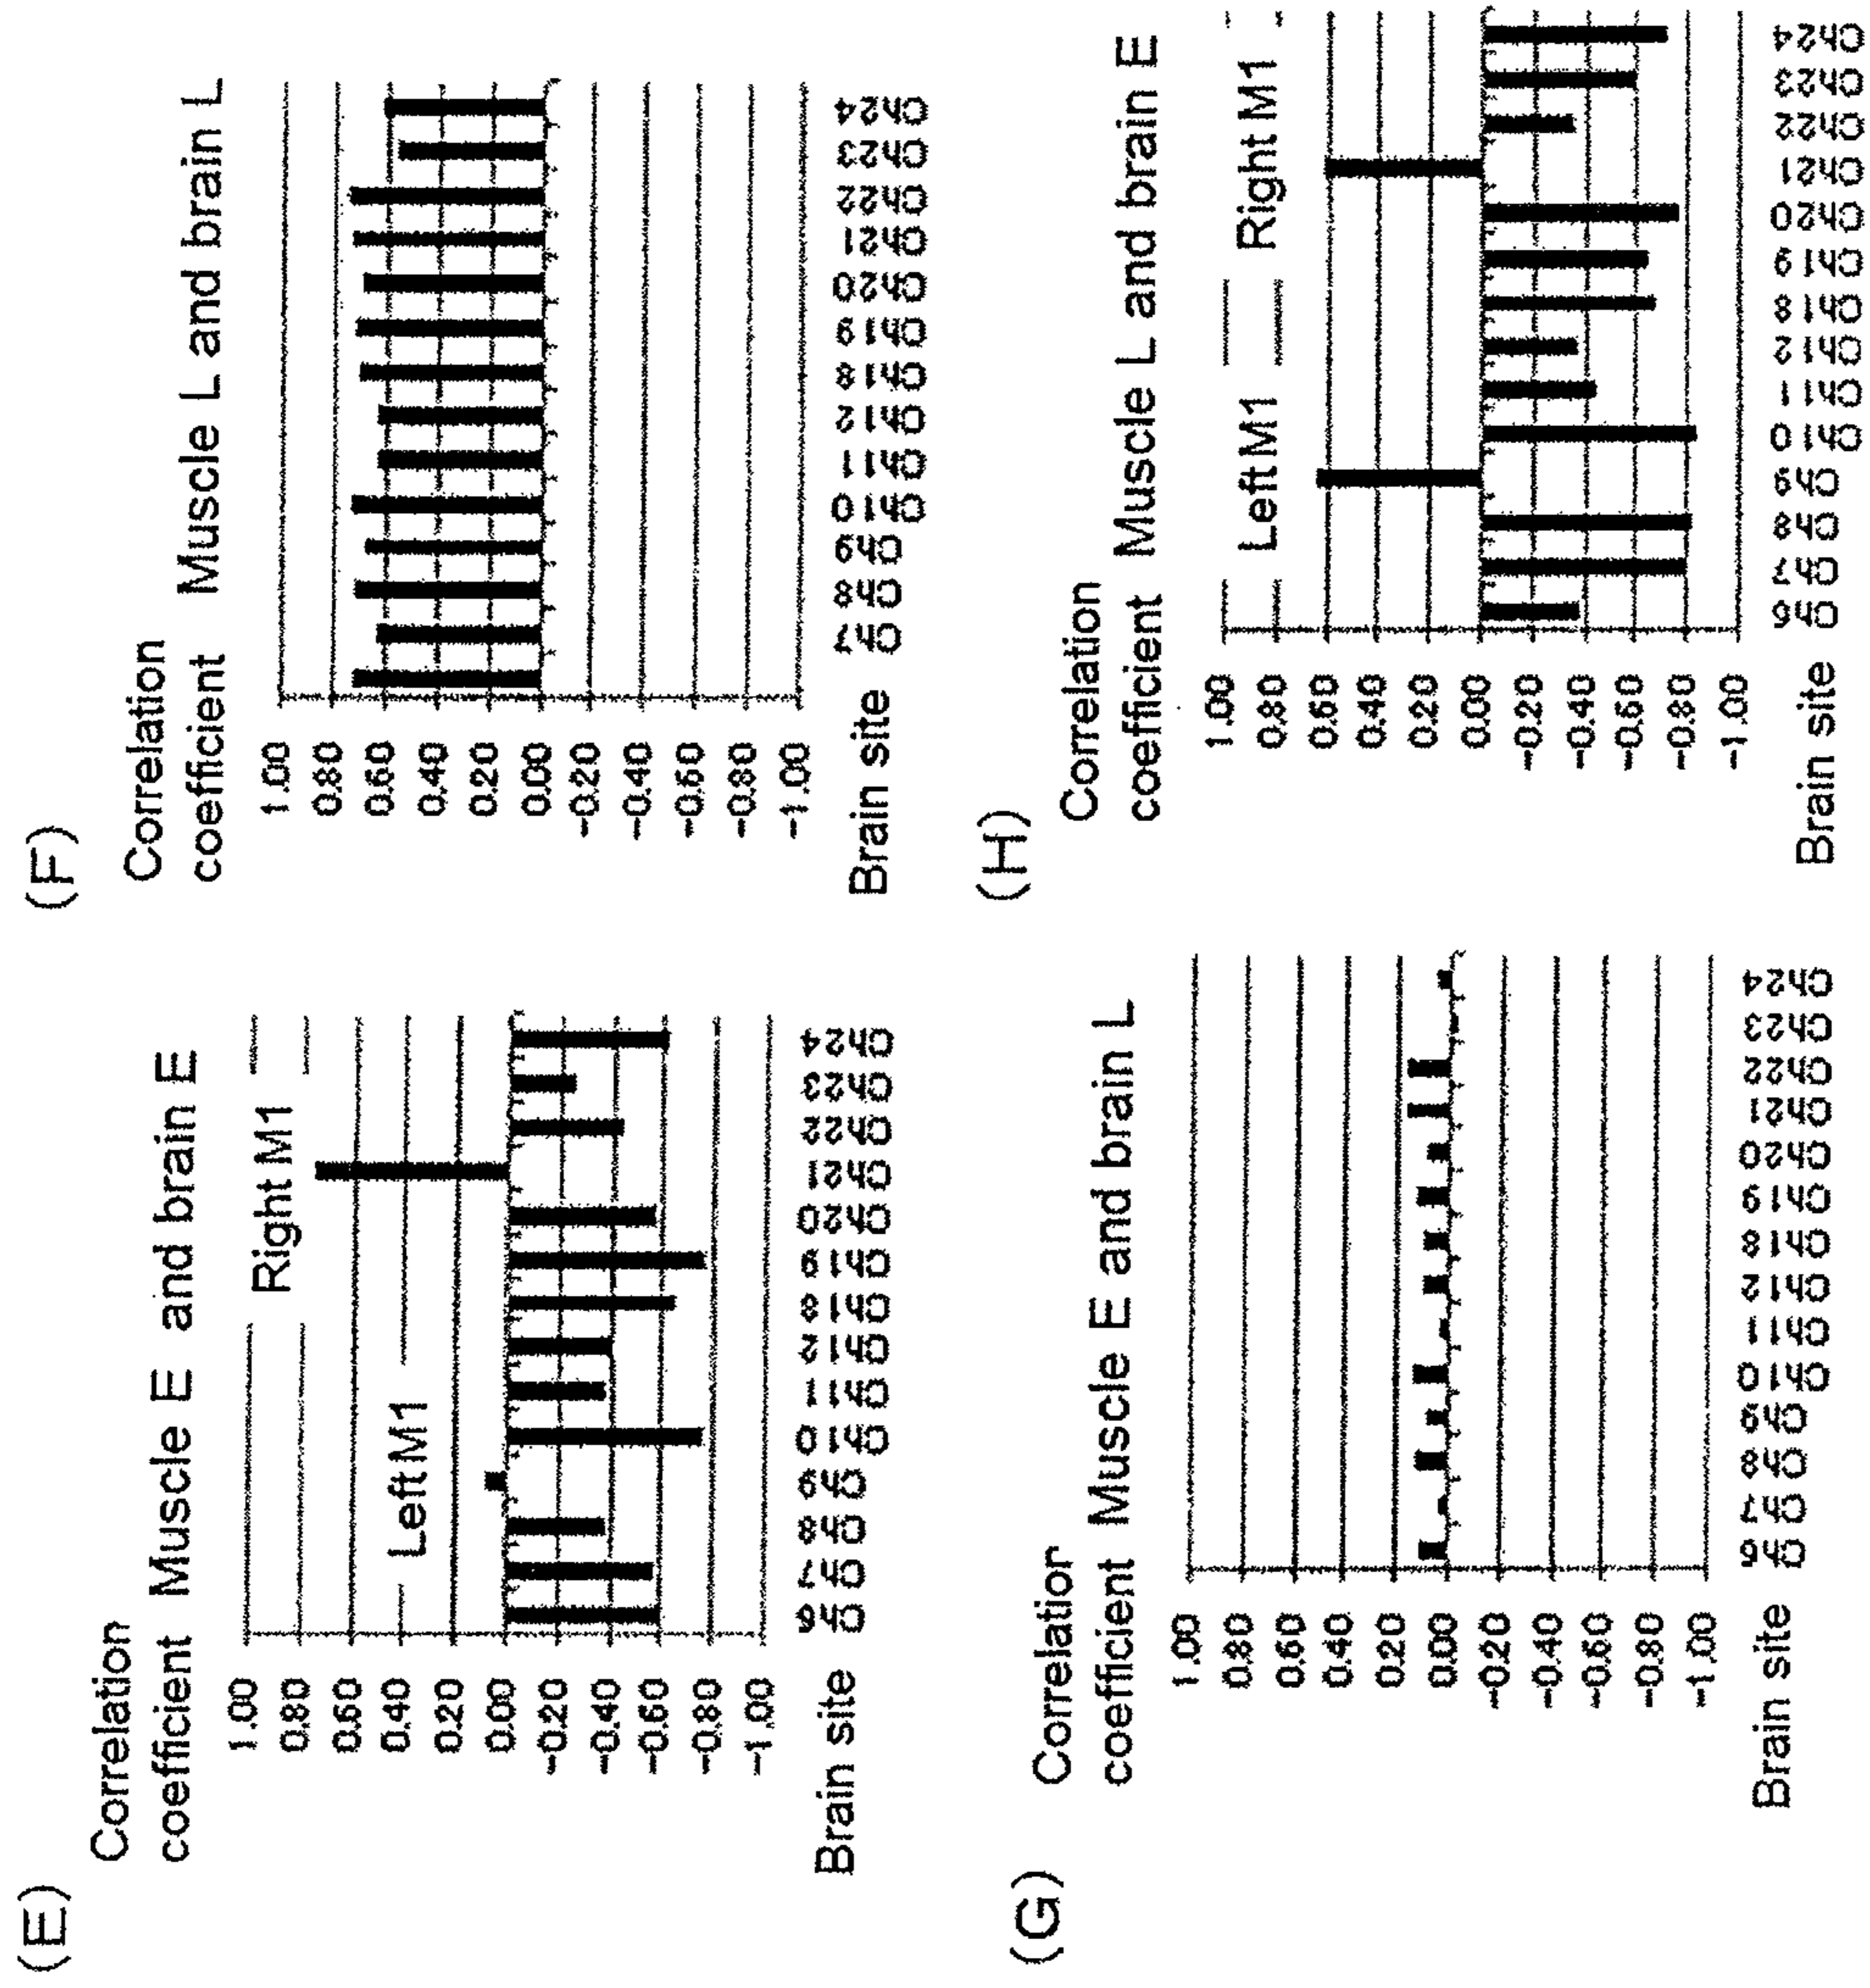 (E)
Correlation
coefficient Muscle E and brain E
1.00
0.80
0.60
0.40
0.20
0.00
-0.20
-0.40
-0.60
-0.80
-1.00
Right M1
Left M1
Brain site
Ch6 Ch7 Ch8 Ch9 Ch10 Ch11 Ch12 Ch18 Ch19 Ch20 Ch21 Ch22 Ch23 Ch24
(F)
Correlation
coefficient Muscle L and brain L
1.00
0.80
0.60
0.40
0.20
0.00
-0.20
-0.40
-0.60
-0.80
-1.00
Brain site
Ch7 Ch8 Ch9 Ch10 Ch11 Ch12 Ch18 Ch19 Ch20 Ch21 Ch22 Ch23 Ch24
(G)
Correlatior
coefficient Muscle E and brain L
1.00
0.80
0.60
0.40
0.20
0.00
-0.20
-0.40
-0.60
-0.80
-1.00
Brain site
Ch6 Ch7 Ch8 Ch9 Ch10 Ch11 Ch12 Ch18 Ch19 Ch20 Ch21 Ch22 Ch23 Ch24
(H)
Correlation
coefficient Muscle L and brain E
1.00
0.80
0.60
0.40
0.20
0.00
-0.20
-0.40
-0.60
-0.80
-1.00
Left M1 Right M1
Brain site
Ch6 Ch7 Ch8 Ch9 Ch10 Ch11 Ch12 Ch18 Ch19 Ch20 Ch21 Ch22 Ch23 Ch24